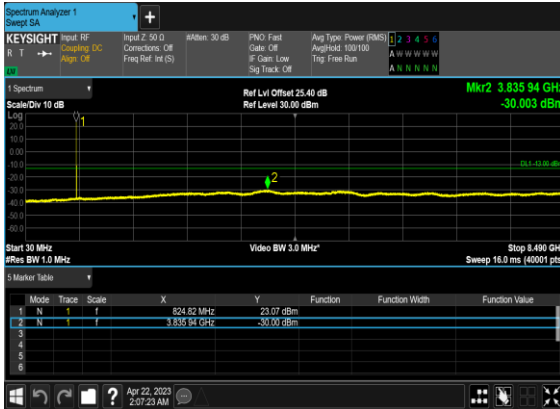 Spectrum Analyzer 1
Swept SA
KEYSIGHT
R T
LV
Input: RF
Coupling: DC
Align: Off
Input Z: 50 Ω
Corrections: Off
Freq Ref: Int (S)
#Atten: 30 dB
PNO: Fast
Gate: Off
IF Gain: Low
Sig Track: Off
Avg Type: Power (RMS)
Avg|Hold: 100/100
Trig: Free Run
1 2 3 4 5 6
A W W W W W
A N N N N N
1 Spectrum
Scale/Div 10 dB
Ref Lvl Offset 25.40 dB
Ref Level 30.00 dBm
Mkr2 3.835 94 GHz
-30.003 dBm
Log
20.0
10.0
0.00
-10.0
-20.0
-30.0
-40.0
-50.0
-60.0
1
2
DL1 -13.00 dBm
Start 30 MHz
#Res BW 1.0 MHz
Video BW 3.0 MHz*
Stop 8.490 GHz
Sweep 16.0 ms (40001 pts)
5 Marker Table
Mode Trace Scale X Y Function Function Width Function Value
1 N 1 f 824.82 MHz 23.07 dBm
2 N 1 f 3.835 94 GHz -30.00 dBm
3
4
5
6
Apr 22, 2023
2:07:23 AM